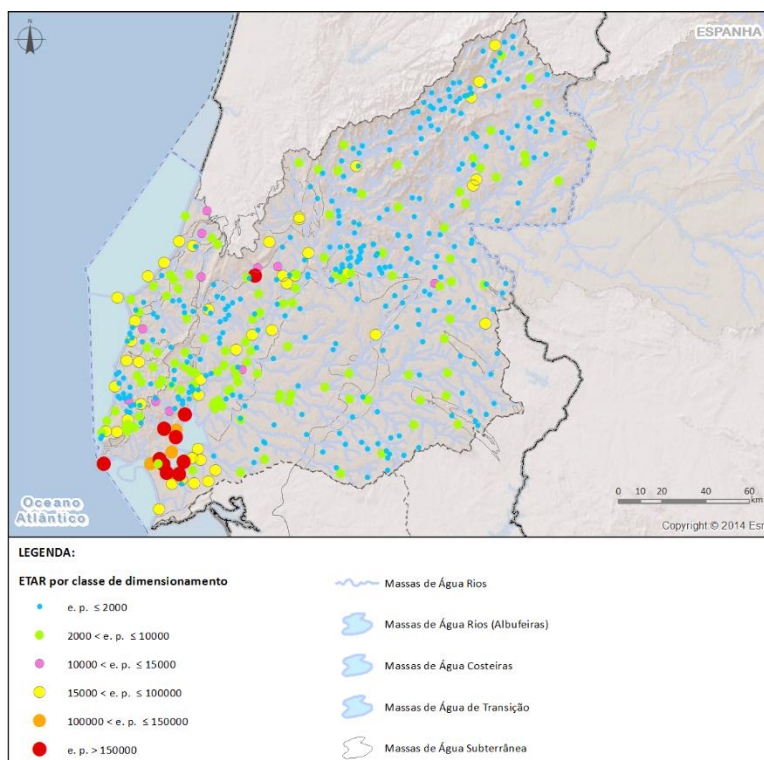 N
ESPANHA
Oceano
Atlântico
0 10 20 40 60
km
Copyright © 2014 Esr
LEGENDA:
ETAR por classe de dimensionamento
e. p. ≤ 2000
2000 < e. p. ≤ 10000
10000 < e. p. ≤ 15000
15000 < e. p. ≤ 100000
100000 < e. p. ≤ 150000
e. p. > 150000
Massas de Água Rios
Massas de Água Rios (Albufeiras)
Massas de Água Costeiras
Massas de Água de Transição
Massas de Água Subterrânea